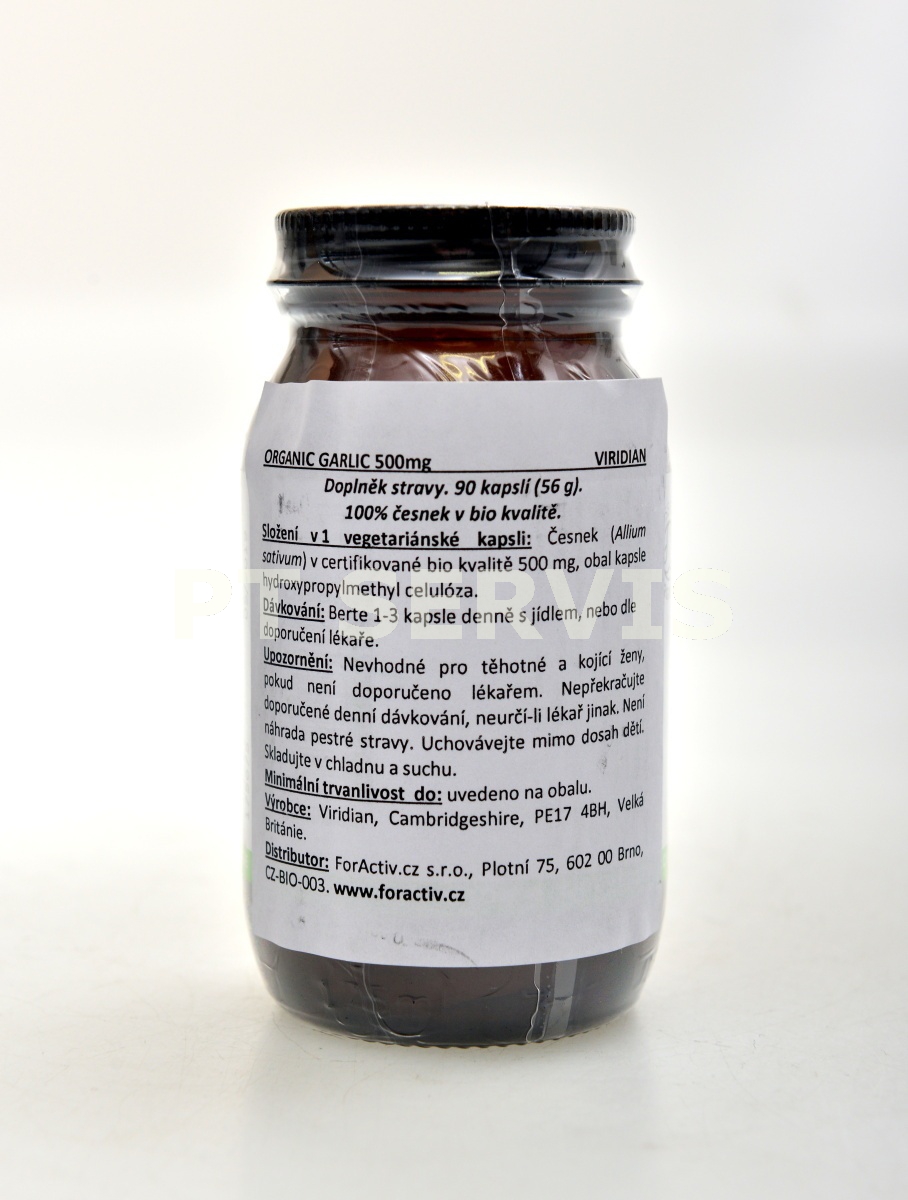 ORGANIC GARLIC 500mg VIRIDIAN
Doplněk stravy. 90 kapslí (56 g).
100% česnek v bio kvalitě.
Složení v 1 vegetariánské kapsli: Česnek (Allium
sativum) v certifikované bio kvalitě 500 mg, obal kapsle
hydroxypropylmethyl celulóza.
PT SERVIS
Dávkování: Berte 1-3 kapsle denně s jídlem, nebo dle
doporučení lékaře.
Upozornění: Nevhodné pro těhotné a kojící ženy,
pokud není doporučeno lékařem. Nepřekračujte
doporučené denní dávkování, neurčí-li lékař jinak. Není
náhrada pestré stravy. Uchovávejte mimo dosah dětí.
Skladujte v chladnu a suchu.
Minimální trvanlivost do: uvedeno na obalu.
Výrobce: Viridian, Cambridgeshire, PE17 4BH, Velká
Británie.
Distributor: ForActiv.cz s.r.o., Plotní 75, 602 00 Brno,
CZ-BIO-003. www.foractiv.cz